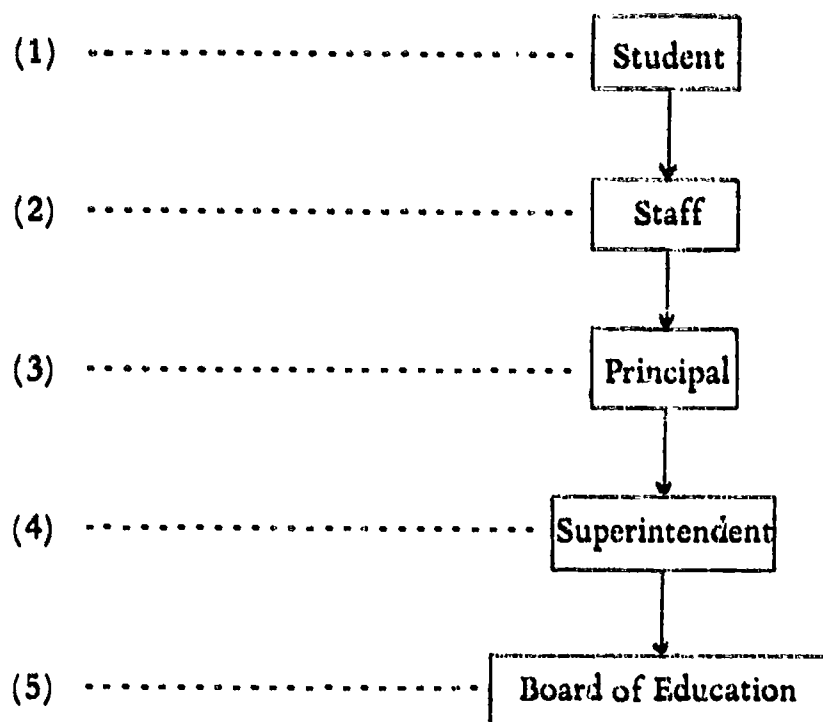 (1) Student
(2) Staff
(3) Principal
(4) Superintendent
(5) Board of Education